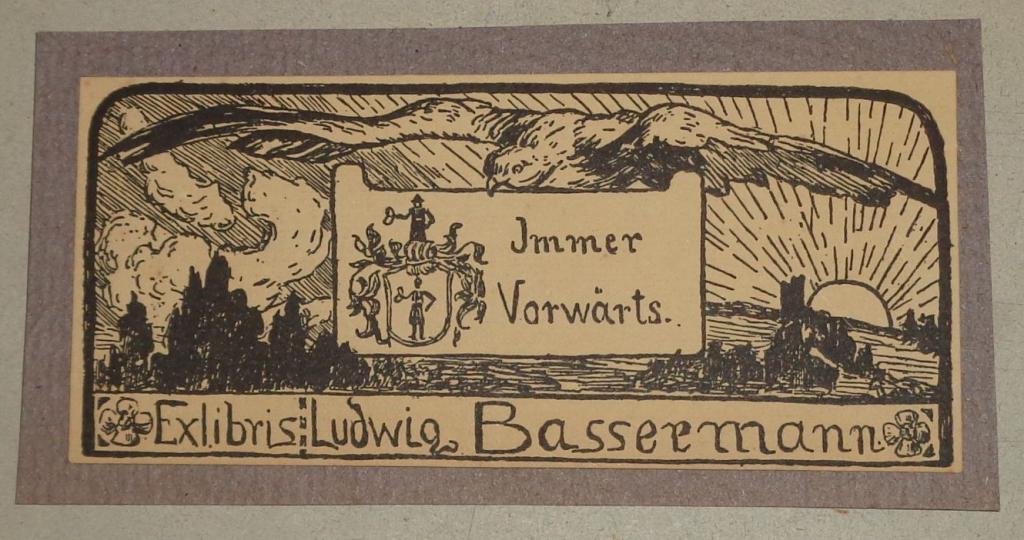 Jmmer
Vorwärts.
Exlibris: Ludwig Bassermann.